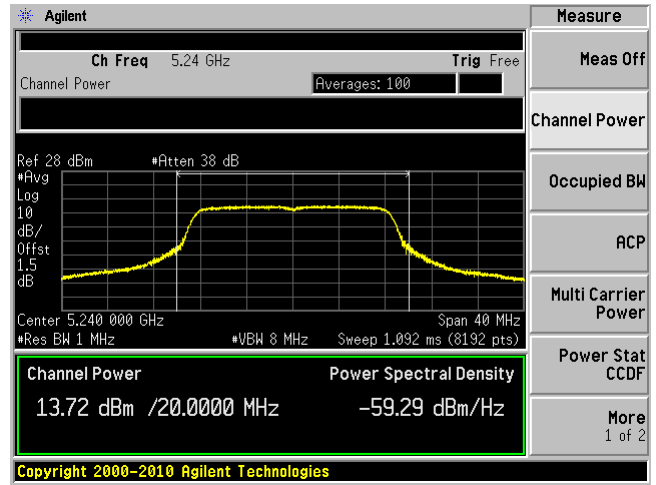 Agilent
Measure
Ch Freq 5.24 GHz Trig Free
Channel Power Averages: 100
Ref 28 dBm #Atten 38 dB
#Avg
Log
10
dB/
Offst
1.5
dB
Center 5.240 000 GHz Span 40 MHz
#Res BW 1 MHz #VBW 8 MHz Sweep 1.092 ms (8192 pts)
Channel Power Power Spectral Density
13.72 dBm /20.0000 MHz -59.29 dBm/Hz
Copyright 2000-2010 Agilent Technologies
Meas Off
Channel Power
Occupied BW
ACP
Multi Carrier
Power
Power Stat
CCDF
More
1 of 2